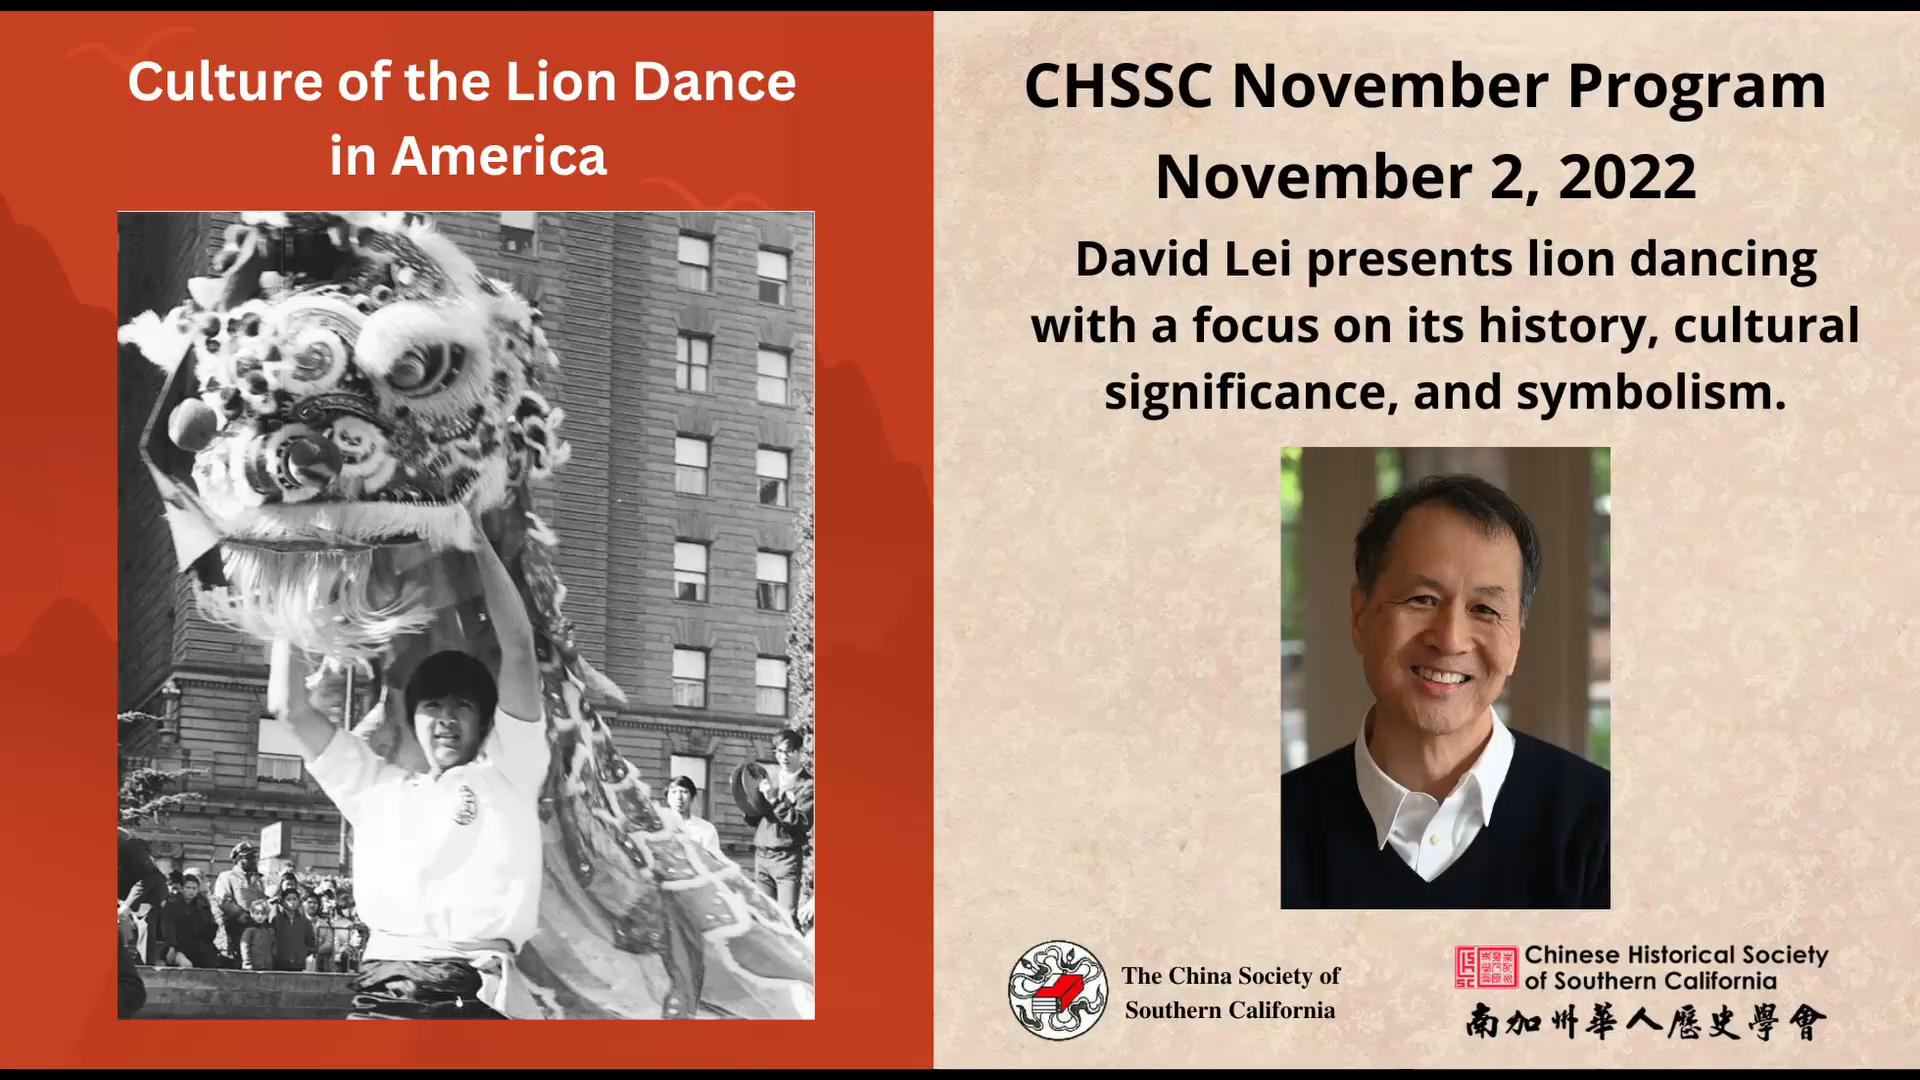 Culture of the Lion Dance
in America
CHSSC November Program
November 2, 2022
David Lei presents lion dancing
with a focus on its history, cultural
significance, and symbolism.
The China Society of
Southern California
Chinese Historical Society
of Southern California
南加州華人歷史學會